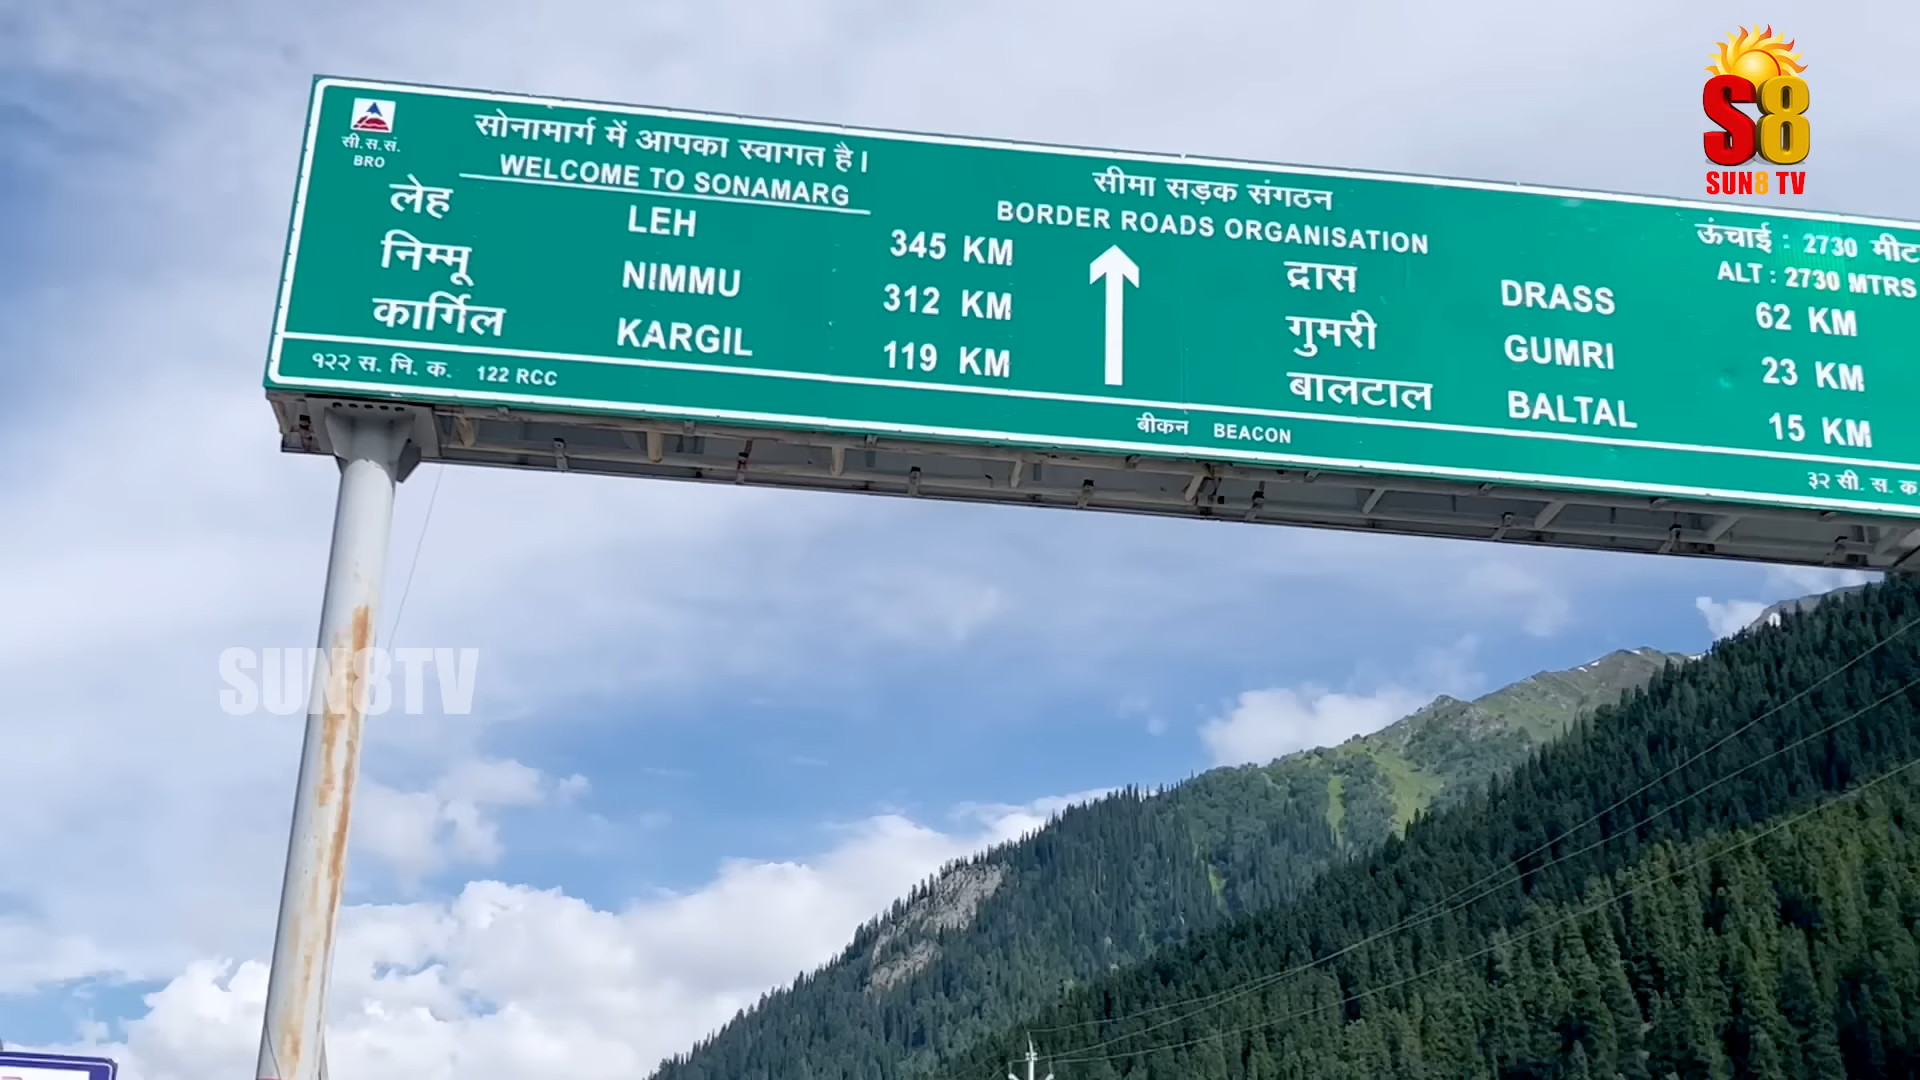 सी.स.सं.
BRO
सोनामार्ग में आपका स्वागत है।
WELCOME TO SONAMARG
लेह LEH 345 KM
निम्मू NIMMU 312 KM
कार्गिल KARGIL 119 KM
१२२ स. नि. क. 122 RCC
सीमा सड़क संगठन
BORDER ROADS ORGANISATION
ऊंचाई : 2730 मीट
ALT : 2730 MTRS
द्रास DRASS 62 KM
गुमरी GUMRI 23 KM
बालटाल BALTAL 15 KM
बीकन BEACON
३२ सी. स. क.
S8
SUN8 TV
SUN8TV